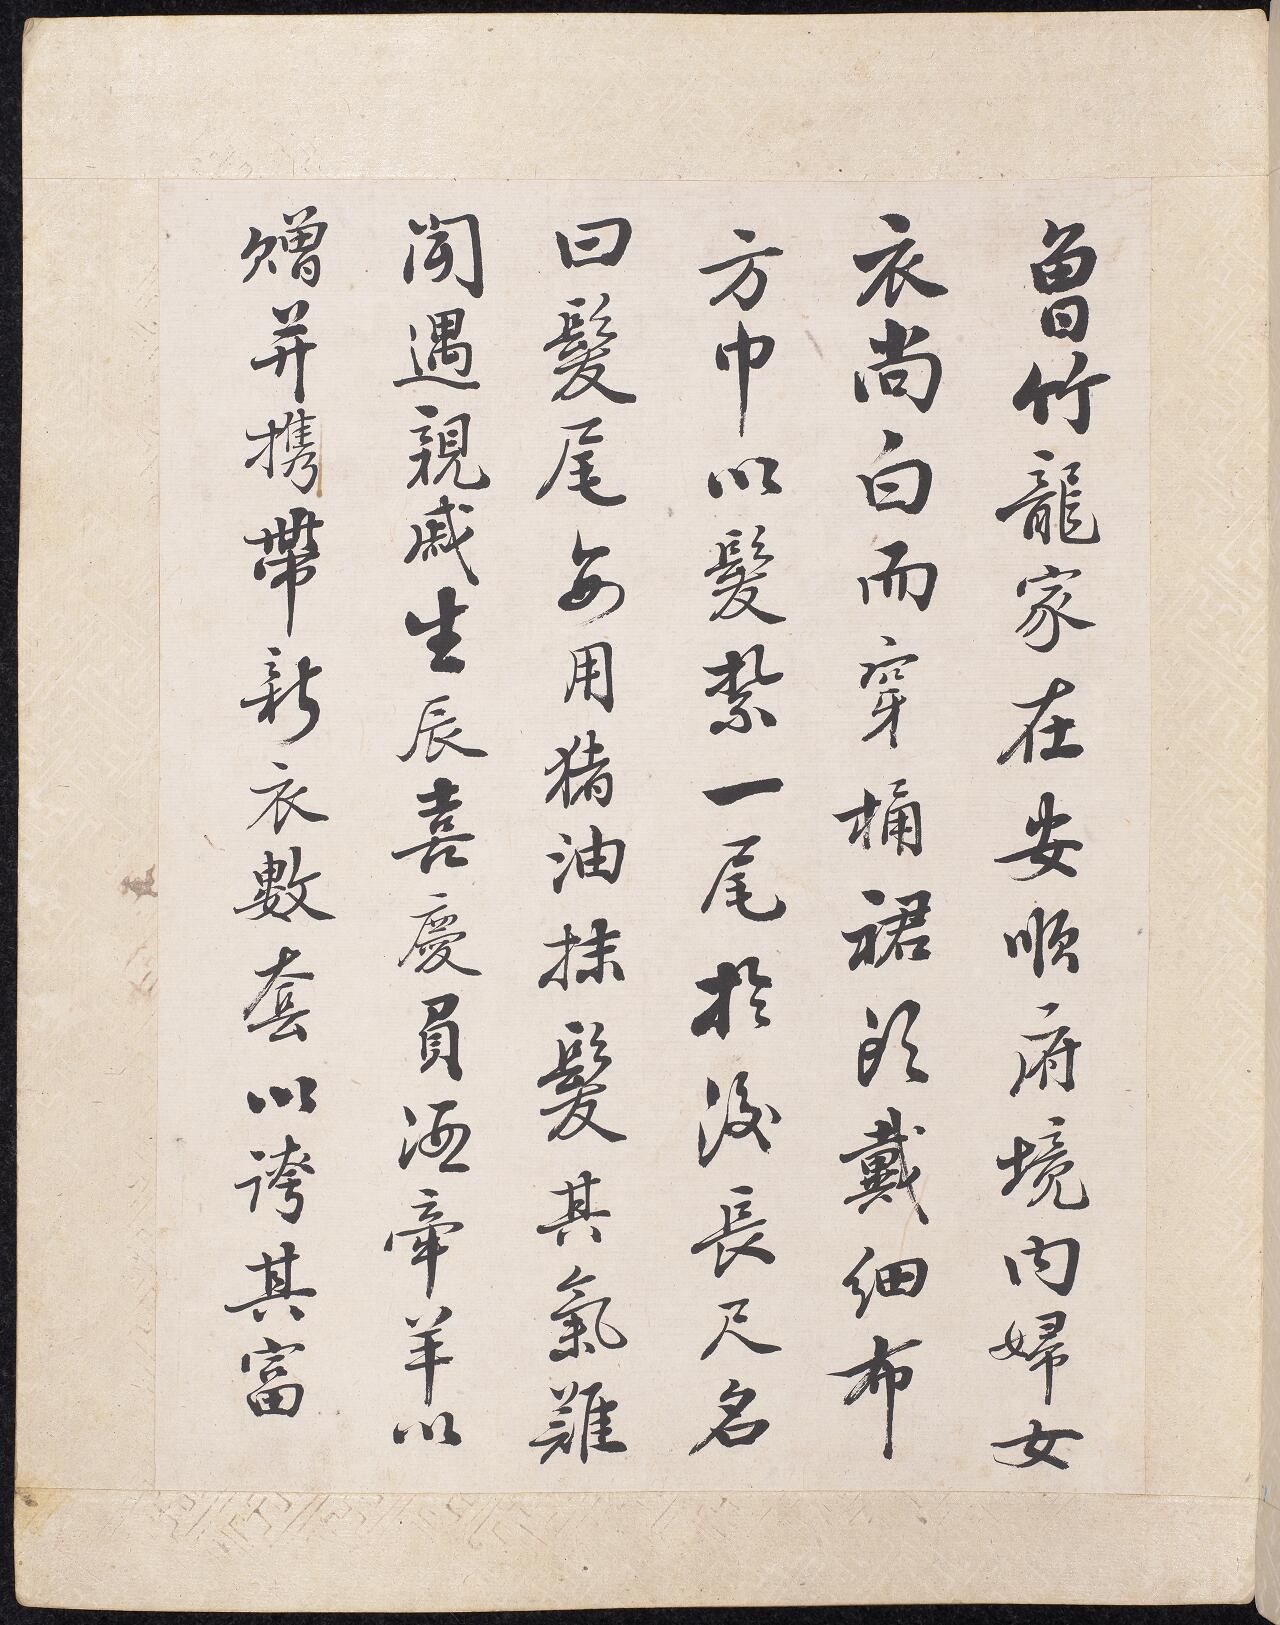 曾竹龍家在安順府境内婦女
衣尚白而穿桶裙頭戴細布
方巾以髮紮一尾於後長尺名
曰髮尾每用猪油抹髮其氣難
聞遇親戚生辰喜慶負酒牽羊以
贈并携帶新衣數套以誇其富